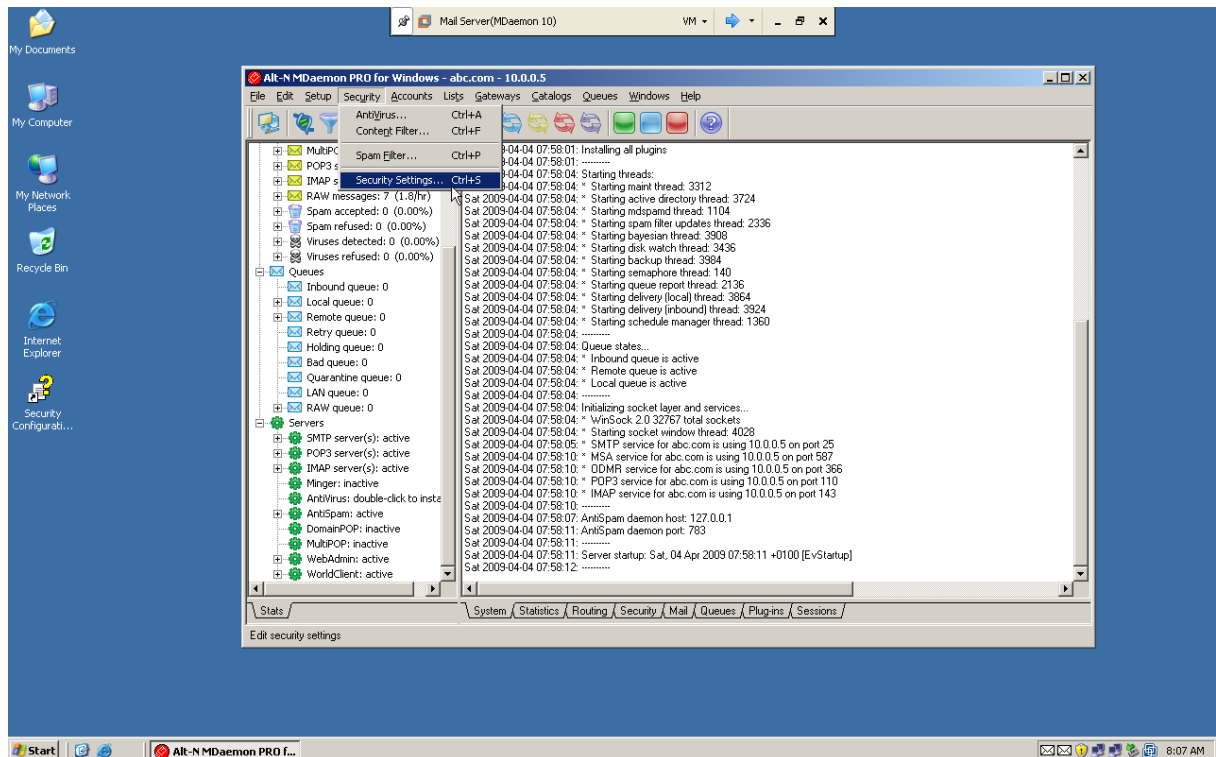 My Documents
My Computer
My Network
Places
Recycle Bin
Internet
Explorer
Security
Configurati...
Mail Server(MDaemon 10)
VM
Alt-N MDaemon PRO for Windows - abc.com - 10.0.0.5
File Edit Setup Security Accounts Lists Gateways Catalogs Queues Windows Help
AntiVirus... Ctrl+A
Content Filter... Ctrl+F
Spam Filter... Ctrl+P
Security Settings... Ctrl+S
MultiPO
POP3 s
IMAP s
RAW messages: 7 (1.8/hr)
Spam accepted: 0 (0.00%)
Spam refused: 0 (0.00%)
Viruses detected: 0 (0.00%)
Viruses refused: 0 (0.00%)
Queues
Inbound queue: 0
Local queue: 0
Remote queue: 0
Retry queue: 0
Holding queue: 0
Bad queue: 0
Quarantine queue: 0
LAN queue: 0
RAW queue: 0
Servers
SMTP server(s): active
POP3 server(s): active
IMAP server(s): active
Minger: inactive
AntiVirus: double-click to insta
AntiSpam: active
DomainPOP: inactive
MultiPOP: inactive
WebAdmin: active
WorldClient: active
9-04-04 07:58:01: Installing all plugins
9-04-04 07:58:01: ----------
9-04-04 07:58:04: Starting threads:
9-04-04 07:58:04: * Starting maint thread: 3312
Sat 2009-04-04 07:58:04: * Starting active directory thread: 3724
Sat 2009-04-04 07:58:04: * Starting mdspamd thread: 1104
Sat 2009-04-04 07:58:04: * Starting spam filter updates thread: 2336
Sat 2009-04-04 07:58:04: * Starting bayesian thread: 3908
Sat 2009-04-04 07:58:04: * Starting disk watch thread: 3436
Sat 2009-04-04 07:58:04: * Starting backup thread: 3984
Sat 2009-04-04 07:58:04: * Starting semaphore thread: 140
Sat 2009-04-04 07:58:04: * Starting queue report thread: 2136
Sat 2009-04-04 07:58:04: * Starting delivery (local) thread: 3864
Sat 2009-04-04 07:58:04: * Starting delivery (inbound) thread: 3924
Sat 2009-04-04 07:58:04: * Starting schedule manager thread: 1360
Sat 2009-04-04 07:58:04: ----------
Sat 2009-04-04 07:58:04: Queue states...
Sat 2009-04-04 07:58:04: * Inbound queue is active
Sat 2009-04-04 07:58:04: * Remote queue is active
Sat 2009-04-04 07:58:04: * Local queue is active
Sat 2009-04-04 07:58:04: ----------
Sat 2009-04-04 07:58:04: Initializing socket layer and services...
Sat 2009-04-04 07:58:04: * WinSock 2.0 32767 total sockets
Sat 2009-04-04 07:58:04: * Starting socket window thread: 4028
Sat 2009-04-04 07:58:05: * SMTP service for abc.com is using 10.0.0.5 on port 25
Sat 2009-04-04 07:58:10: * MSA service for abc.com is using 10.0.0.5 on port 587
Sat 2009-04-04 07:58:10: * ODMR service for abc.com is using 10.0.0.5 on port 366
Sat 2009-04-04 07:58:10: * POP3 service for abc.com is using 10.0.0.5 on port 110
Sat 2009-04-04 07:58:10: * IMAP service for abc.com is using 10.0.0.5 on port 143
Sat 2009-04-04 07:58:10: ----------
Sat 2009-04-04 07:58:07: AntiSpam daemon host: 127.0.0.1
Sat 2009-04-04 07:58:11: AntiSpam daemon port: 783
Sat 2009-04-04 07:58:11: ----------
Sat 2009-04-04 07:58:11: Server startup: Sat, 04 Apr 2009 07:58:11 +0100 [EvStartup]
Sat 2009-04-04 07:58:12: ----------
Stats
System Statistics Routing Security Mail Queues Plug-ins Sessions
Edit security settings
Start
Alt-N MDaemon PRO f...
8:07 AM